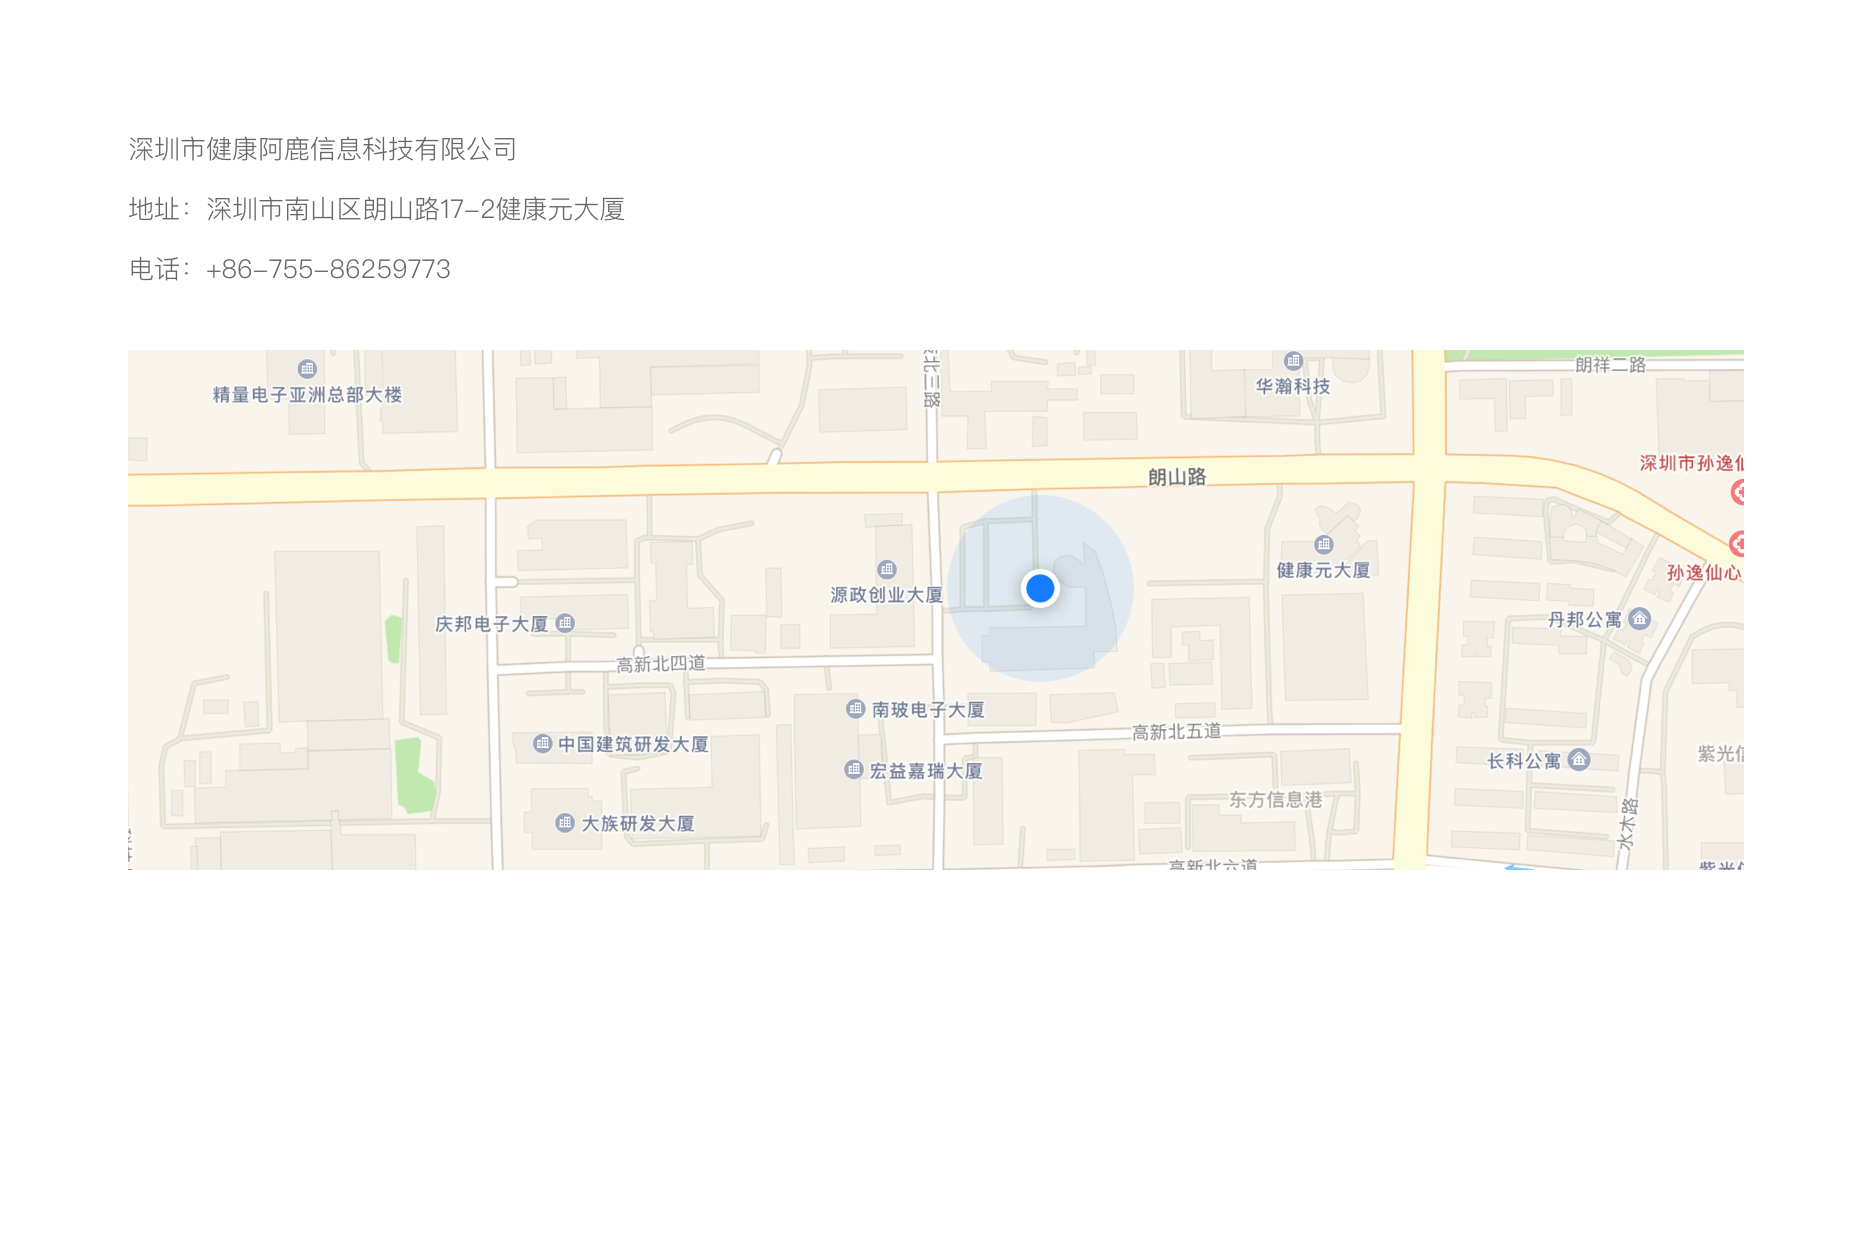 深圳市健康阿鹿信息科技有限公司
地址：深圳市南山区朗山路17-2健康元大厦
电话：+86-755-86259773
朗祥二路
精量电子亚洲总部大楼
华瀚科技
北三路
深圳市孙逸仙
朗山路
健康元大厦
孙逸仙心
源政创业大厦
庆邦电子大厦
丹邦公寓
高新北四道
南玻电子大厦
高新北五道
中国建筑研发大厦
紫光信
长科公寓
宏益嘉瑞大厦
东方信息港
大族研发大厦
水木路
高新北六道
紫光信